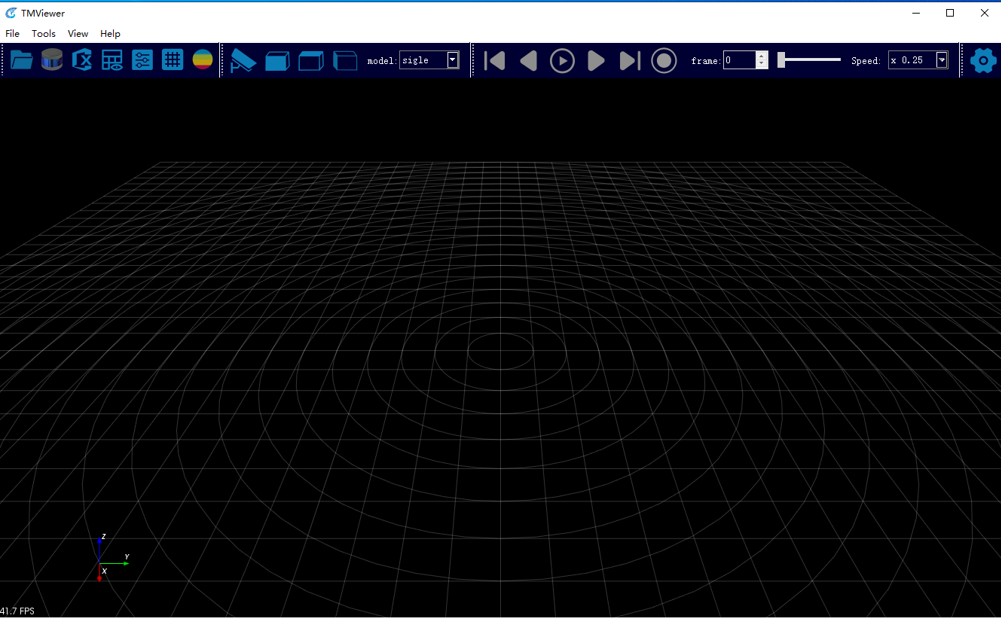 TMViewer
File Tools View Help
model: sigle frame: 0 Speed: x 0.25
Z
Y
X
41.7 FPS